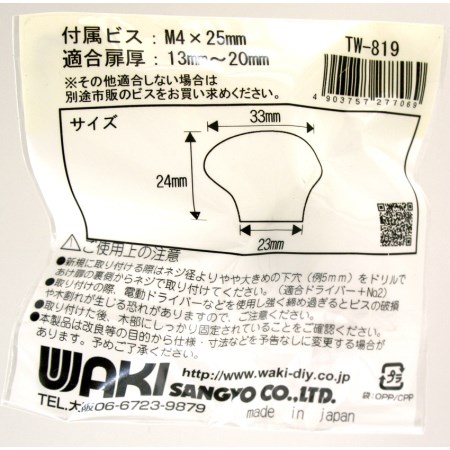 付属ビス：M4×25mm
TW-819
適合扉厚：13mm～20mm
※その他適合しない場合は
別途市販のビスをお買い求めください。
4 903757 277069
サイズ
33mm
24mm
23mm
ご使用上の注意
●新規に取り付ける際はネジ径よりやや大きめの下穴（例5mm）をドリルで
あけ扉の裏側からネジで取り付けてください。（適合ドライバー+No2）
●取り付けの際、電動ドライバーなどを使用し強く締め過ぎるとビスの破損
や木割れが生じる恐れがありますので、ご注意ください。
●取り付けた後、木部にしっかり固定されていることをご確認ください。
●本製品は改良等の目的から仕様・寸法などを予告なしに変更する場合が
あります。予めご了承ください。
WAKI
http://www.waki-diy.co.jp
SANGYO CO.,LTD.
TEL.大阪06-6723-9879
made in japan
プラ
袋：OPP/CPP